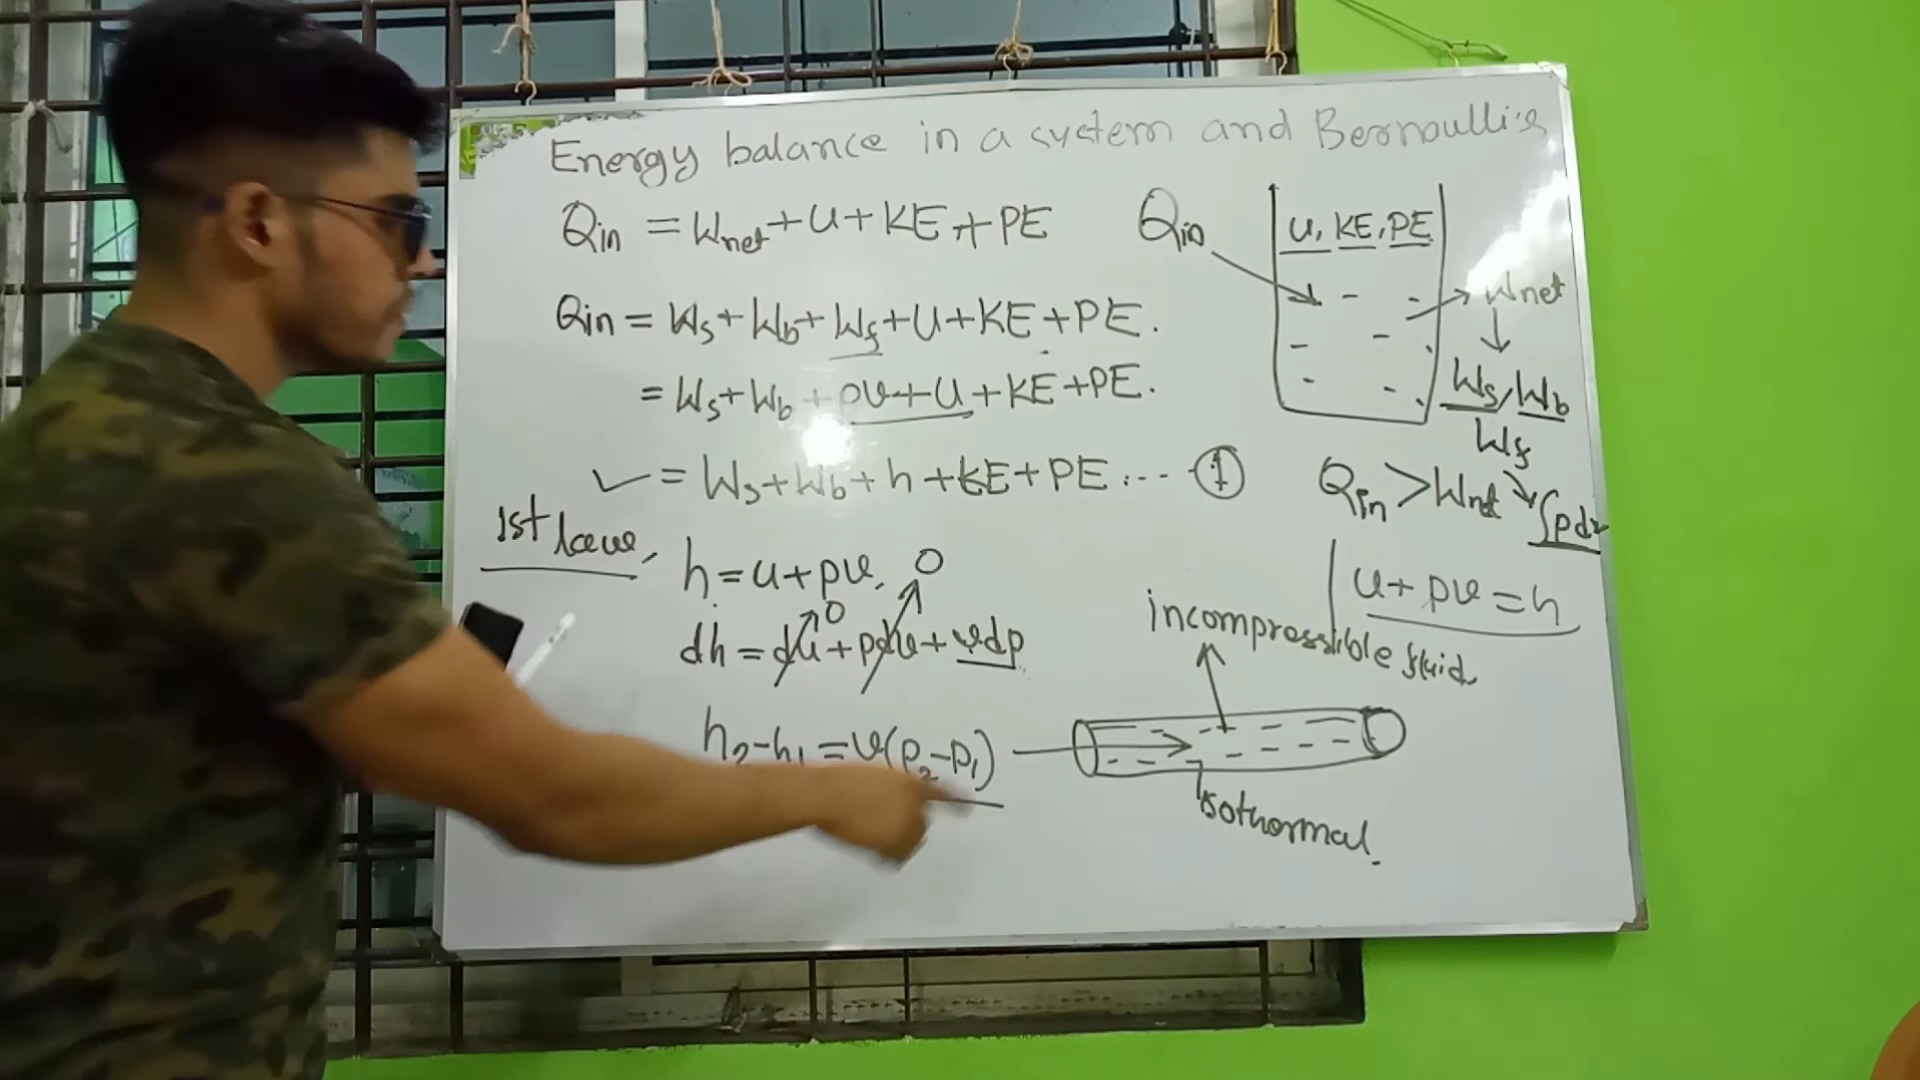 Energy balance in a system and Bernoulli's
Qin = Wnet + U + KE + PE
Qin = Ws + Wb + Wf + U + KE + PE.
= Ws + Wb + pv + U + KE + PE.
✓ = Ws + Wb + h + KE + PE ... ①
1st law,
h = u + pv, 0
0
dh = du + pdv + vdp
h2 - h1 = v(p2 - p1)
Qin
U, KE, PE
Wnet
Ws/Wb
Wf
Qin > Wnet
∫pdv
u + pv = h
incompressible fluid
isothermal.